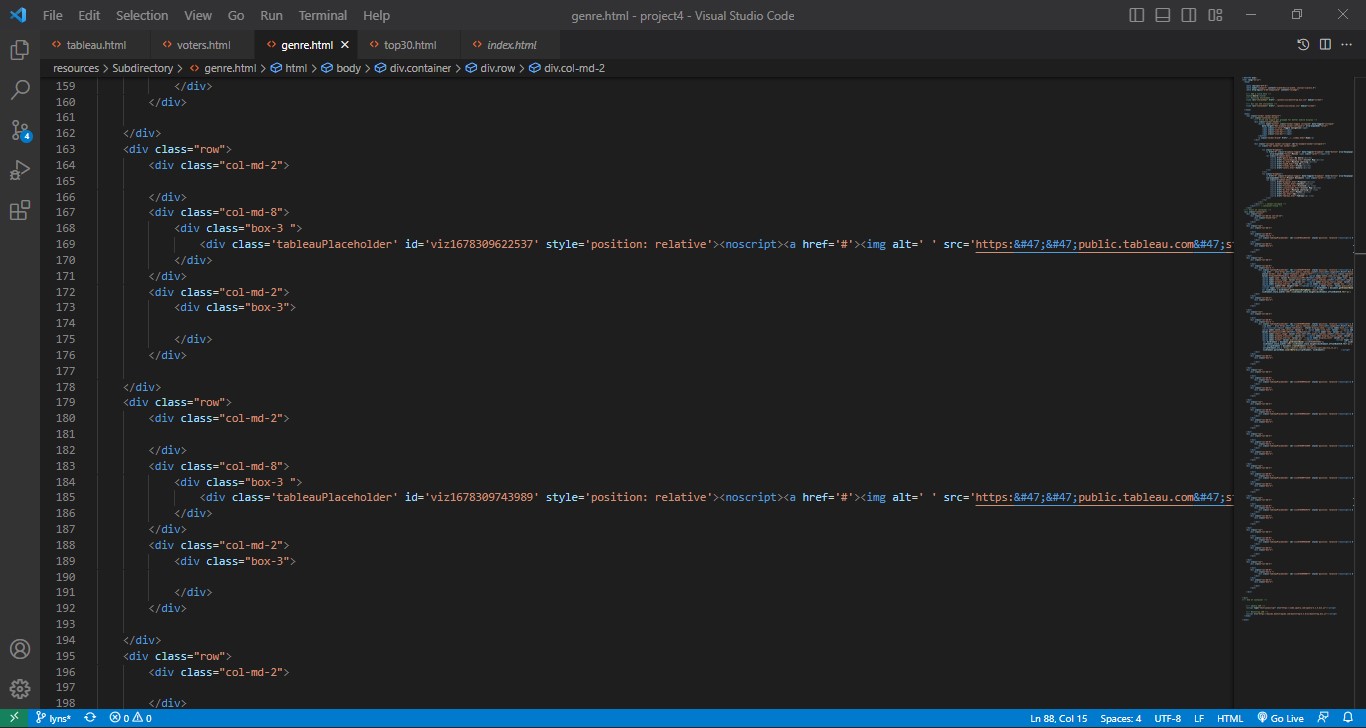 File Edit Selection View Go Run Terminal Help genre.html - project4 - Visual Studio Code
tableau.html voters.html genre.html top30.html index.html
resources > Subdirectory > genre.html > html > body > div.container > div.row > div.col-md-2
159 </div>
160 </div>
161
162 </div>
163 <div class="row">
164 <div class="col-md-2">
165
166 </div>
167 <div class="col-md-8">
168 <div class="box-3 ">
169 <div class='tableauPlaceholder' id='viz1678309622537' style='position: relative'><noscript><a href='#'><img alt=' ' src='https:&#47;&#47;public.tableau.com&#47;s
170 </div>
171 </div>
172 <div class="col-md-2">
173 <div class="box-3">
174
175 </div>
176 </div>
177
178 </div>
179 <div class="row">
180 <div class="col-md-2">
181
182 </div>
183 <div class="col-md-8">
184 <div class="box-3 ">
185 <div class='tableauPlaceholder' id='viz1678309743989' style='position: relative'><noscript><a href='#'><img alt=' ' src='https:&#47;&#47;public.tableau.com&#47;s
186 </div>
187 </div>
188 <div class="col-md-2">
189 <div class="box-3">
190
191 </div>
192 </div>
193
194 </div>
195 <div class="row">
196 <div class="col-md-2">
197
198 </div>
4
lyns* 0 0 Ln 88, Col 15 Spaces: 4 UTF-8 LF HTML Go Live